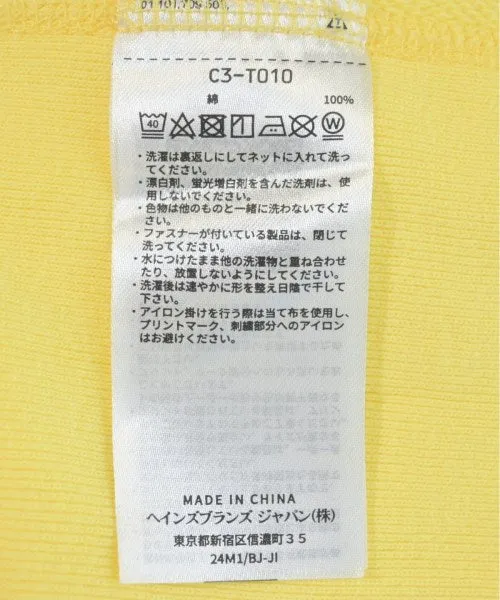 C3-T010
綿 100%
40
W
・洗濯は裏返しにしてネットに入れて洗っ
てください。
・漂白剤、蛍光増白剤を含んだ洗剤は、使
用しないでください。
・色物は他のものと一緒に洗わないでくだ
さい。
・ファスナーが付いている製品は、閉じて
洗ってください。
・水につけたまま他の洗濯物と重ね合わせ
たり、放置しないようにしてください。
・洗濯後は速やかに形を整え日陰で干して
下さい。
・アイロン掛けを行う際は当て布を使用し、
プリントマーク、刺繍部分へのアイロン
はお避けください。
MADE IN CHINA
ヘインズブランズ ジャパン(株)
東京都新宿区信濃町35
24M1/BJ-JI